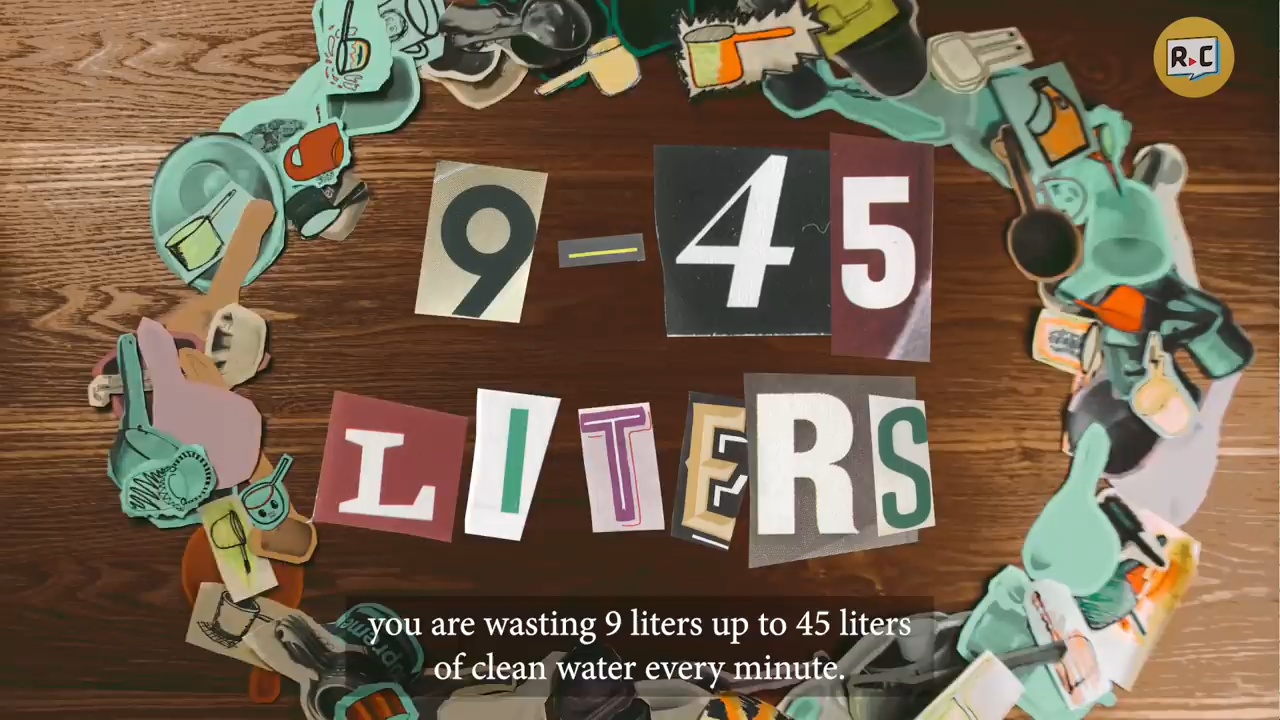 R C
9 – 45
LITERS
you are wasting 9 liters up to 45 liters
of clean water every minute.